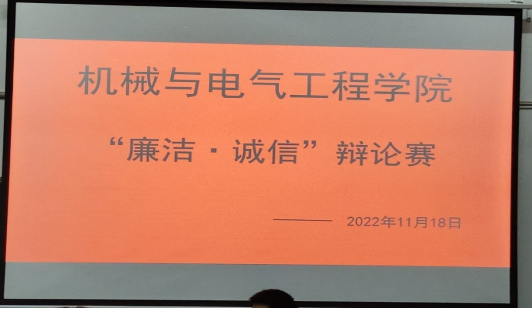 机械与电气工程学院
“廉洁·诚信”辩论赛
—— 2022年11月18日